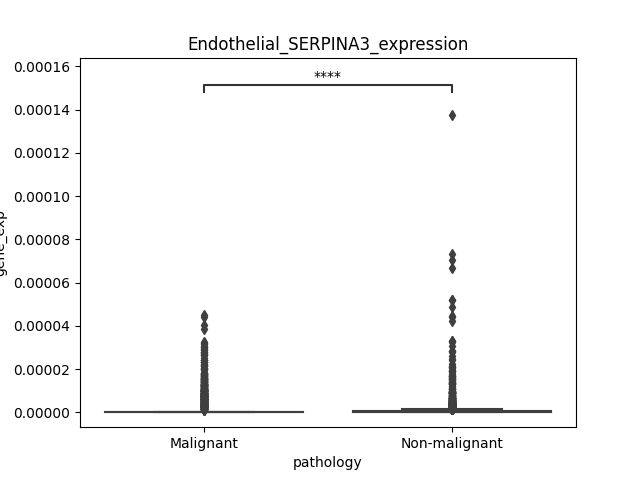 Endothelial_SERPINA3_expression
****
0.00016
0.00014
0.00012
0.00010
0.00008
0.00006
0.00004
0.00002
0.00000
gene_exp
Malignant
Non-malignant
pathology